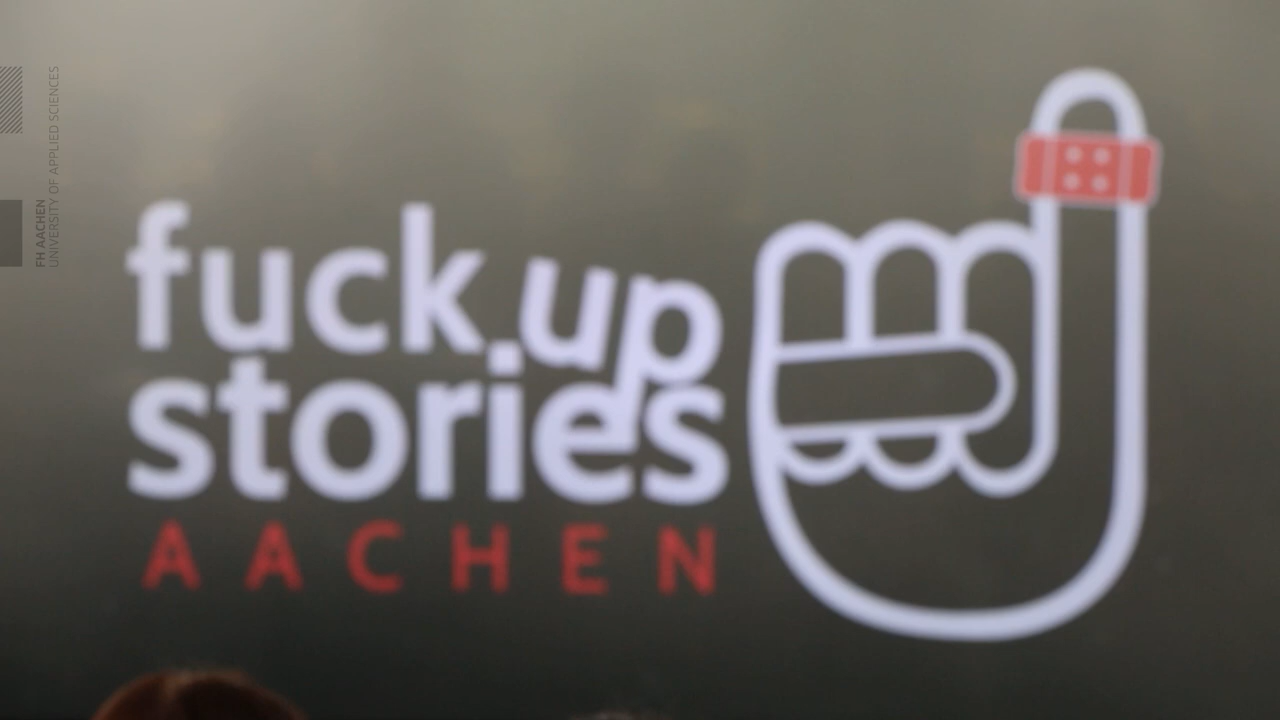 FH AACHEN
UNIVERSITY OF APPLIED SCIENCES
fuck up
stories
AACHEN